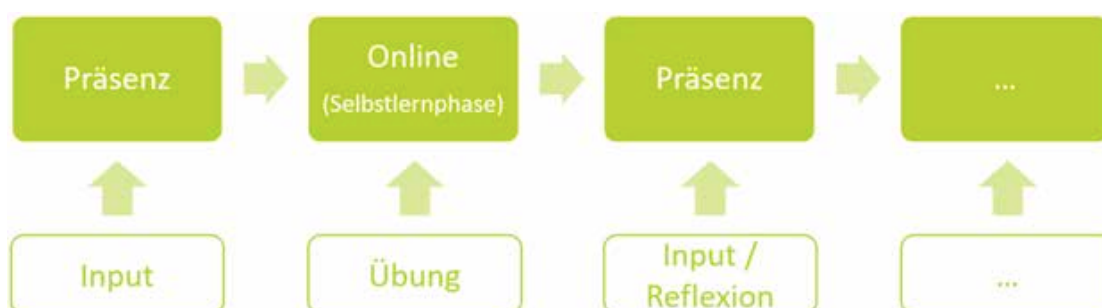 Präsenz
Online
(Selbstlernphase)
Präsenz
...
Input
Übung
Input /
Reflexion
...